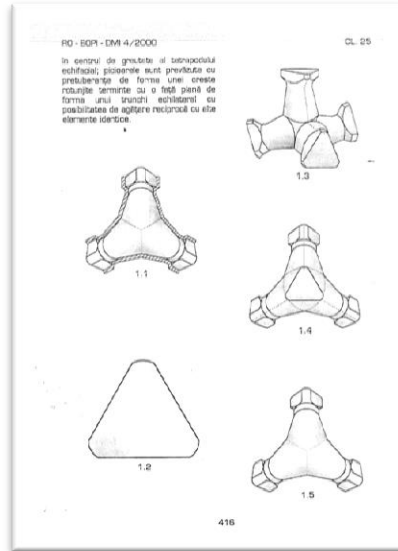 RO - BOPI - DMI 4/2000
CL. 25
în centrul de greutate al tetrapodului
echifacial; picioarele sunt prevăzute cu
protuberanțe de forma unei creste
rotunjite terminte cu o față plană de
forma unui trunchi echilateral cu
posibilitatea de agățare reciprocă cu alte
elemente identice.
1.3
1.1
1.4
1.2
1.5
416